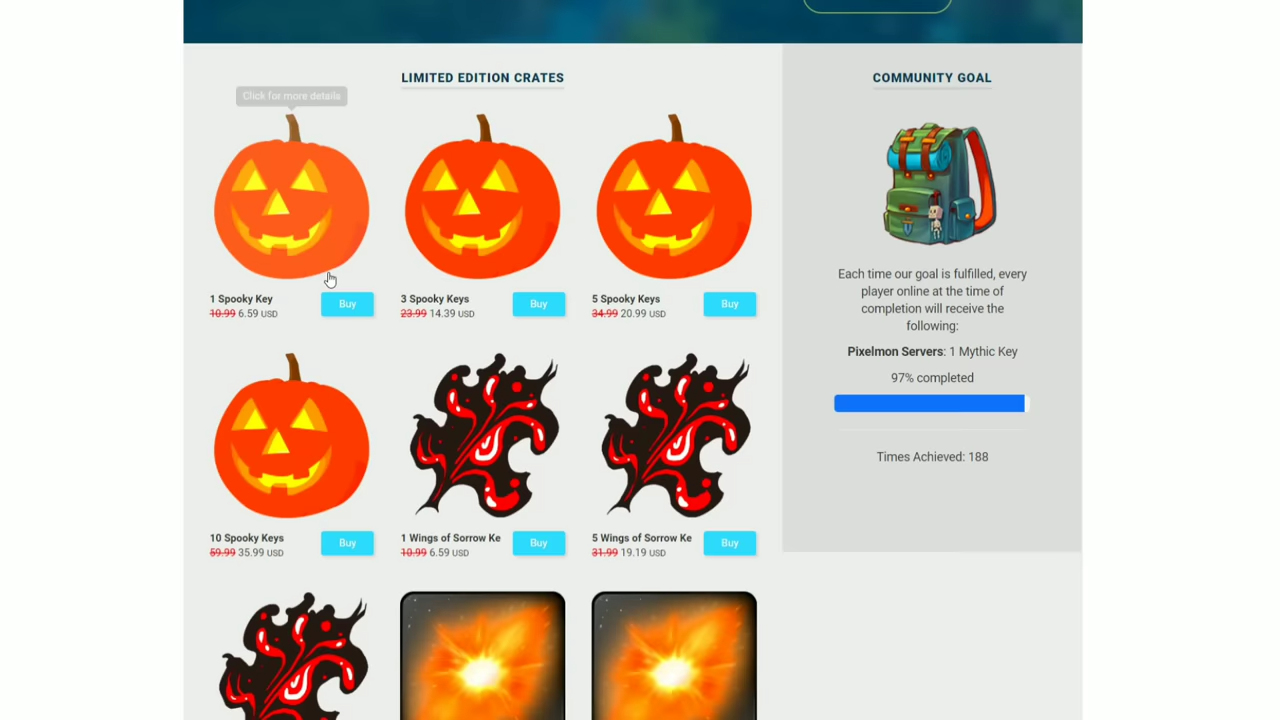 LIMITED EDITION CRATES
Click for more details
1 Spooky Key
10.99 6.59 USD
Buy
3 Spooky Keys
23.99 14.39 USD
Buy
5 Spooky Keys
34.99 20.99 USD
Buy
10 Spooky Keys
59.99 35.99 USD
Buy
1 Wings of Sorrow Ke
10.99 6.59 USD
Buy
5 Wings of Sorrow Ke
31.99 19.19 USD
Buy
COMMUNITY GOAL
Each time our goal is fulfilled, every
player online at the time of
completion will receive the
following:
Pixelmon Servers: 1 Mythic Key
97% completed
Times Achieved: 188